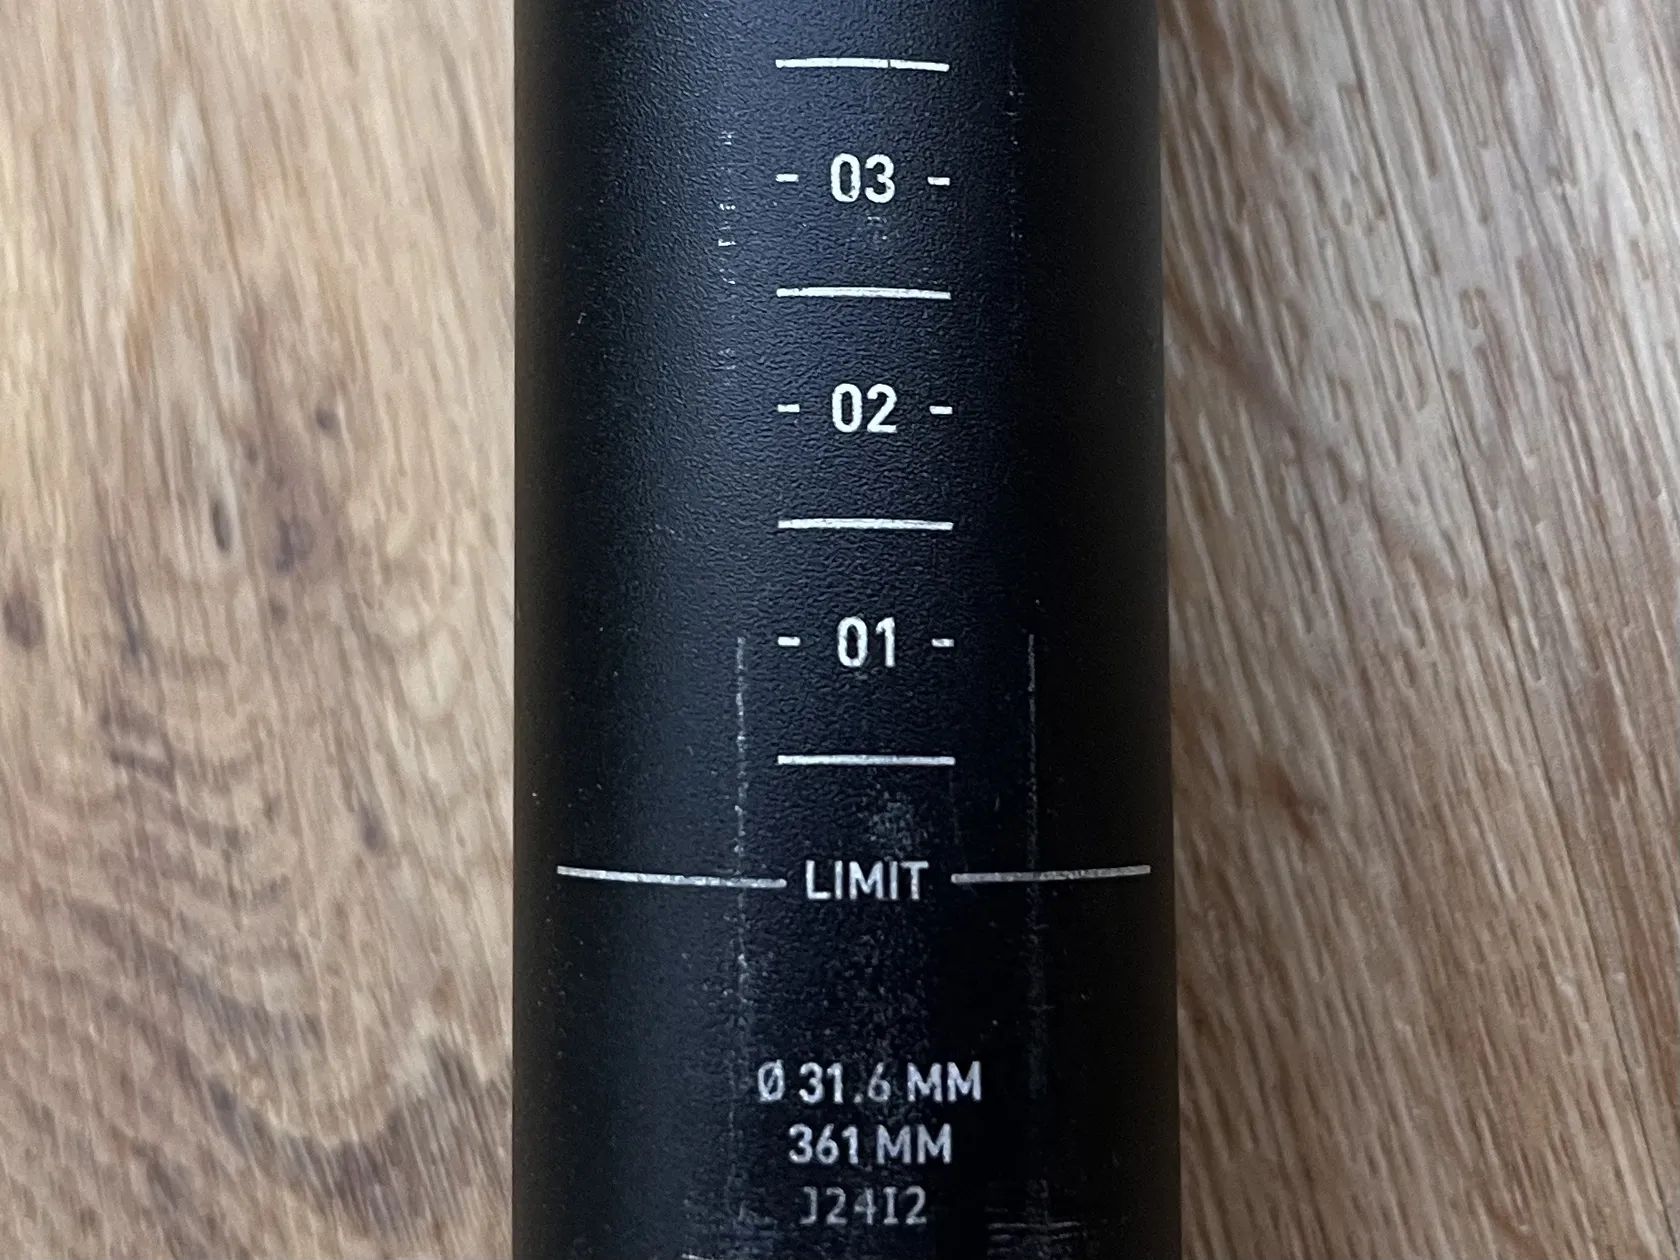 - 03 -
- 02 -
- 01 -
LIMIT
Ø 31.6 MM
361 MM
J24I2